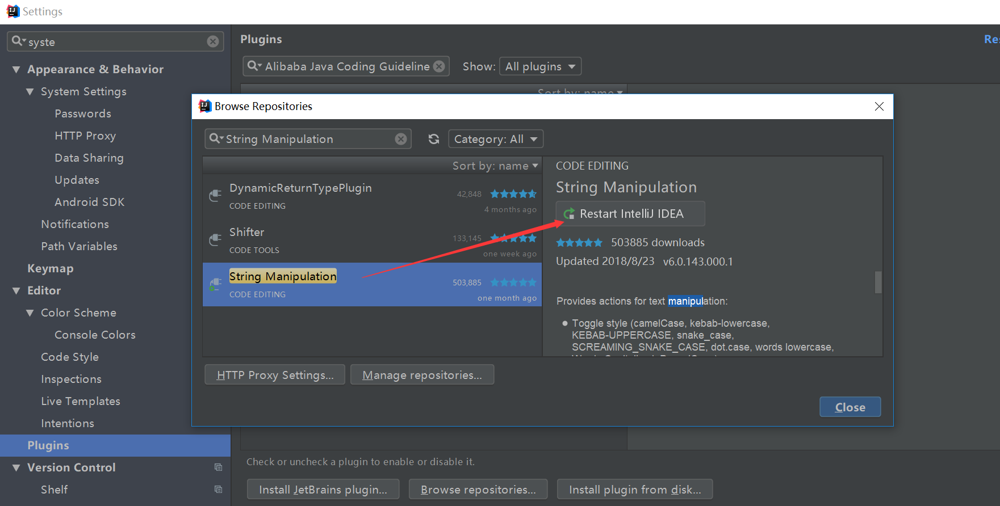 Settings
syste
Appearance & Behavior
System Settings
Passwords
HTTP Proxy
Data Sharing
Updates
Android SDK
Notifications
Path Variables
Keymap
Editor
Color Scheme
Console Colors
Code Style
Inspections
Live Templates
Intentions
Plugins
Version Control
Shelf
Plugins
Alibaba Java Coding Guideline
Show: All plugins
Sort by: name
Browse Repositories
String Manipulation
Category: All
Sort by: name
DynamicReturnTypePlugin
42,848
CODE EDITING
4 months ago
Shifter
133,145
CODE TOOLS
one week ago
String Manipulation
503,885
CODE EDITING
one month ago
CODE EDITING
String Manipulation
Restart IntelliJ IDEA
503885 downloads
Updated 2018/8/23 v6.0.143.000.1
Provides actions for text manipulation:
Toggle style (camelCase, kebab-lowercase,
KEBAB-UPPERCASE, snake_case,
SCREAMING_SNAKE_CASE, dot.case, words lowercase,
HTTP Proxy Settings...
Manage repositories...
Close
Check or uncheck a plugin to enable or disable it.
Install JetBrains plugin...
Browse repositories...
Install plugin from disk...